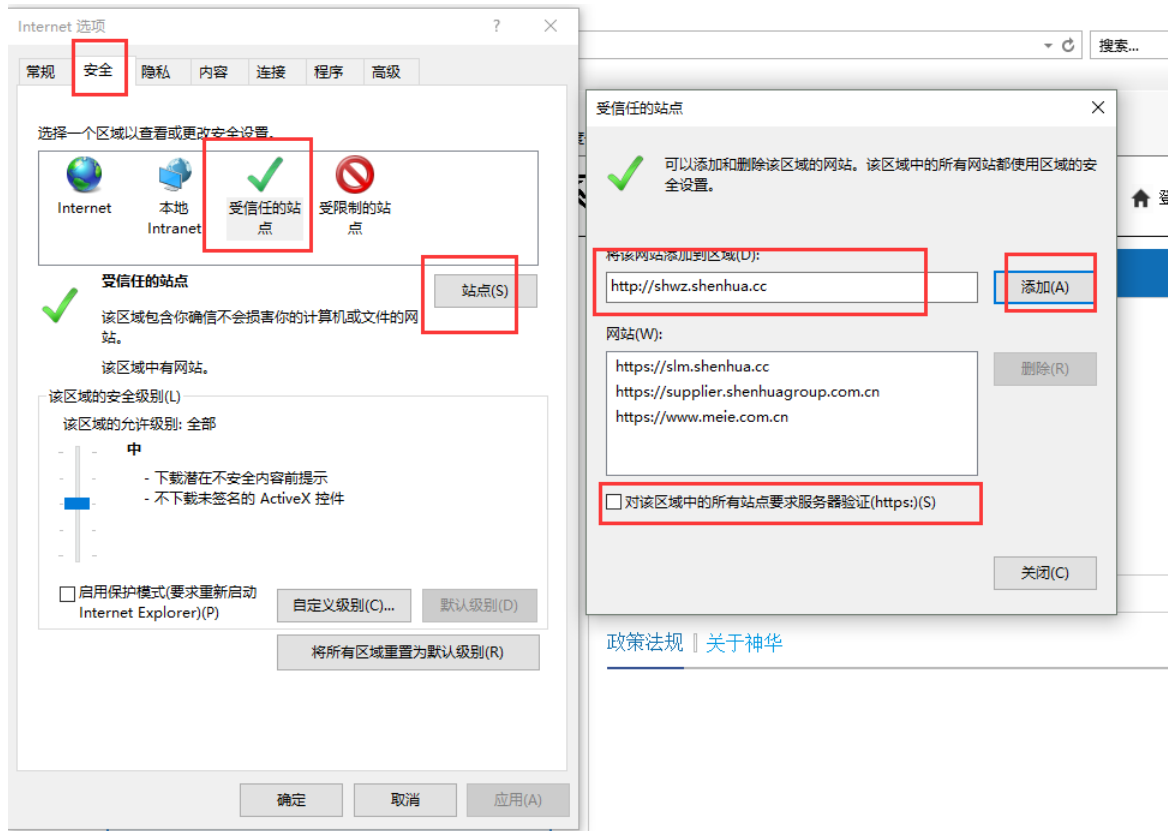 Internet 选项
常规 安全 隐私 内容 连接 程序 高级
选择一个区域以查看或更改安全设置。
Internet
本地
Intranet
受信任的站
点
受限制的站
点
受信任的站点
站点(S)
该区域包含你确信不会损害你的计算机或文件的网
站。
该区域中有网站。
该区域的安全级别(L)
该区域的允许级别: 全部
中
- 下载潜在不安全内容前提示
- 不下载未签名的 ActiveX 控件
启用保护模式(要求重新启动
Internet Explorer)(P)
自定义级别(C)...
默认级别(D)
将所有区域重置为默认级别(R)
确定
取消
应用(A)
搜索...
受信任的站点
可以添加和删除该区域的网站。该区域中的所有网站都使用区域的安
全设置。
将该网站添加到区域(D):
http://shwz.shenhua.cc
添加(A)
网站(W):
https://slm.shenhua.cc
https://supplier.shenhuagroup.com.cn
https://www.meie.com.cn
删除(R)
对该区域中的所有站点要求服务器验证(https:)(S)
关闭(C)
政策法规
关于神华